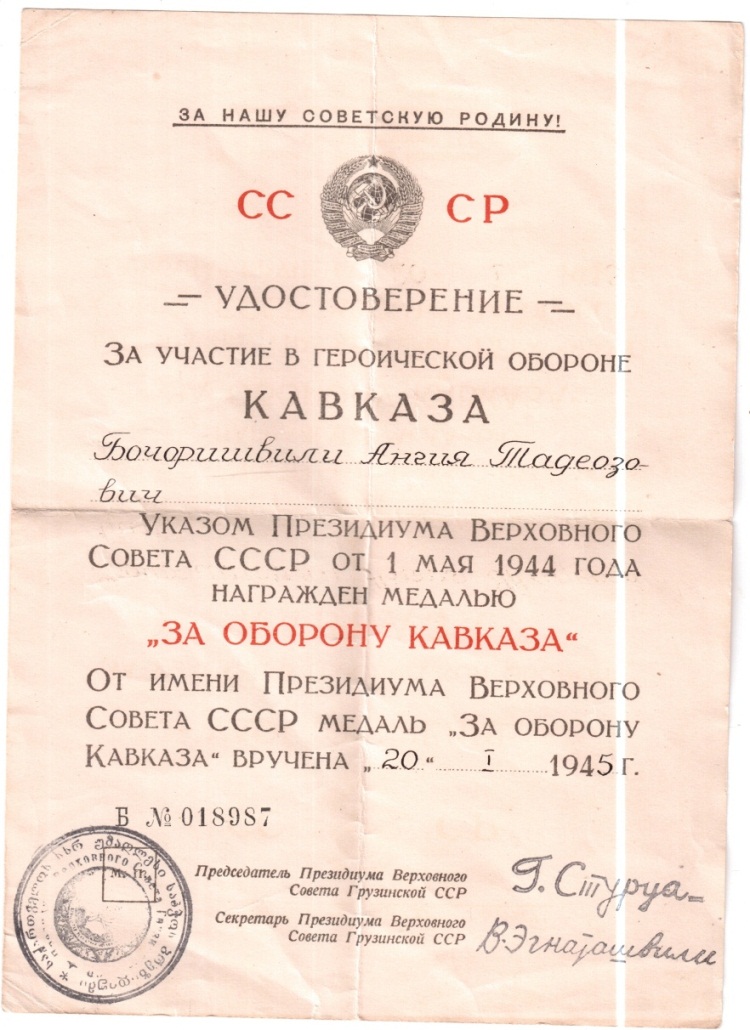 ЗА НАШУ СОВЕТСКУЮ РОДИНУ!
СС СР
УДОСТОВЕРЕНИЕ
ЗА УЧАСТИЕ В ГЕРОИЧЕСКОЙ ОБОРОНЕ
КАВКАЗА
Бочоришвили Ангия Тадеозо-
вич
УКАЗОМ ПРЕЗИДИУМА ВЕРХОВНОГО
СОВЕТА СССР ОТ 1 МАЯ 1944 ГОДА
НАГРАЖДЕН МЕДАЛЬЮ
„ЗА ОБОРОНУ КАВКАЗА“
ОТ ИМЕНИ ПРЕЗИДИУМА ВЕРХОВНОГО
СОВЕТА СССР МЕДАЛЬ „ЗА ОБОРОНУ
КАВКАЗА“ ВРУЧЕНА „20“ I 1945 Г.
Б № 018987
М. П.
Председатель Президиума Верховного
Совета Грузинской ССР
Г. Стуруа
Секретарь Президиума Верховного
Совета Грузинской ССР
В. Эгнаташвили